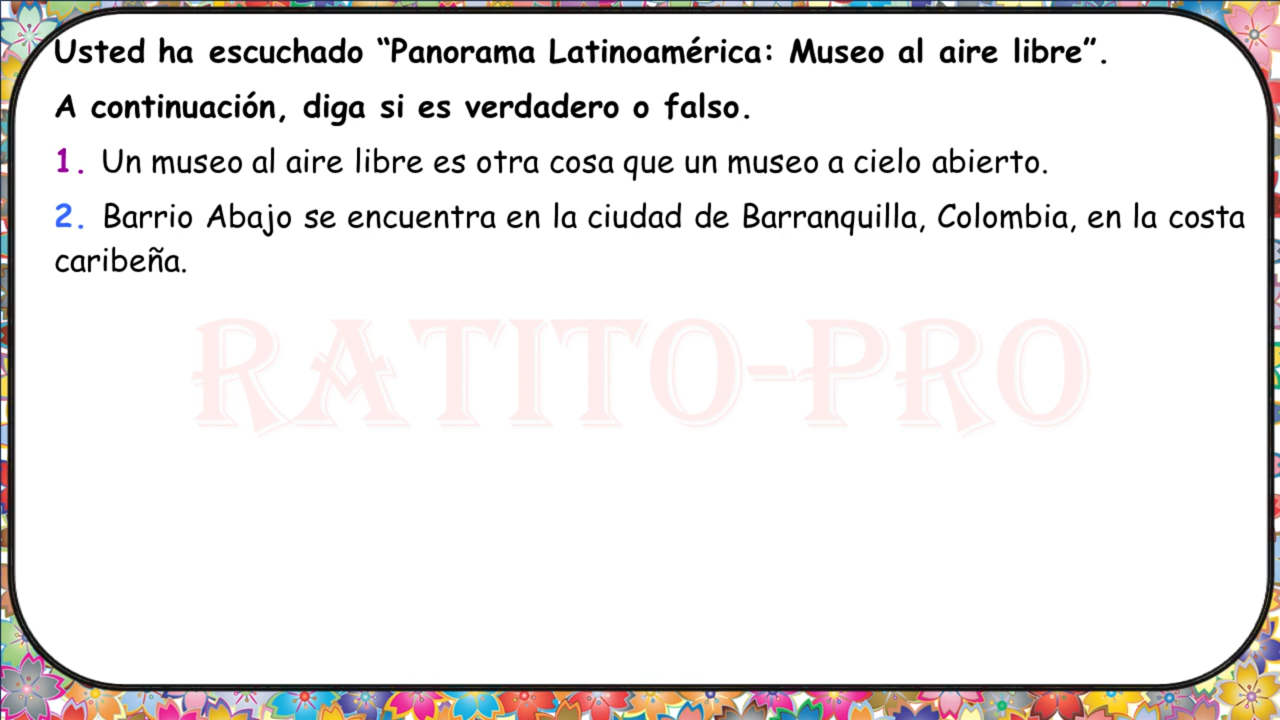 Usted ha escuchado “Panorama Latinoamérica: Museo al aire libre”.
A continuación, diga si es verdadero o falso.
1. Un museo al aire libre es otra cosa que un museo a cielo abierto.
2. Barrio Abajo se encuentra en la ciudad de Barranquilla, Colombia, en la costa
caribeña.
RATITO-PRO